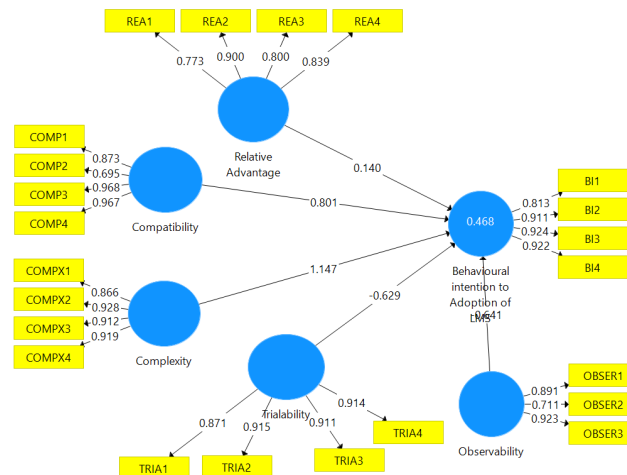 REA1
REA2
REA3
REA4
0.773
0.900
0.800
0.839
Relative
Advantage
COMP1
COMP2
COMP3
COMP4
0.873
0.695
0.968
0.967
Compatibility
0.140
0.801
1.147
-0.629
0.468
Behavioural
intention to
Adoption of
LMS
BI1
BI2
BI3
BI4
0.813
0.911
0.924
0.922
COMPX1
COMPX2
COMPX3
COMPX4
0.866
0.928
0.912
0.919
Complexity
Trialability
0.871
0.915
0.911
0.914
TRIA1
TRIA2
TRIA3
TRIA4
Observability
0.891
0.711
0.923
OBSER1
OBSER2
OBSER3